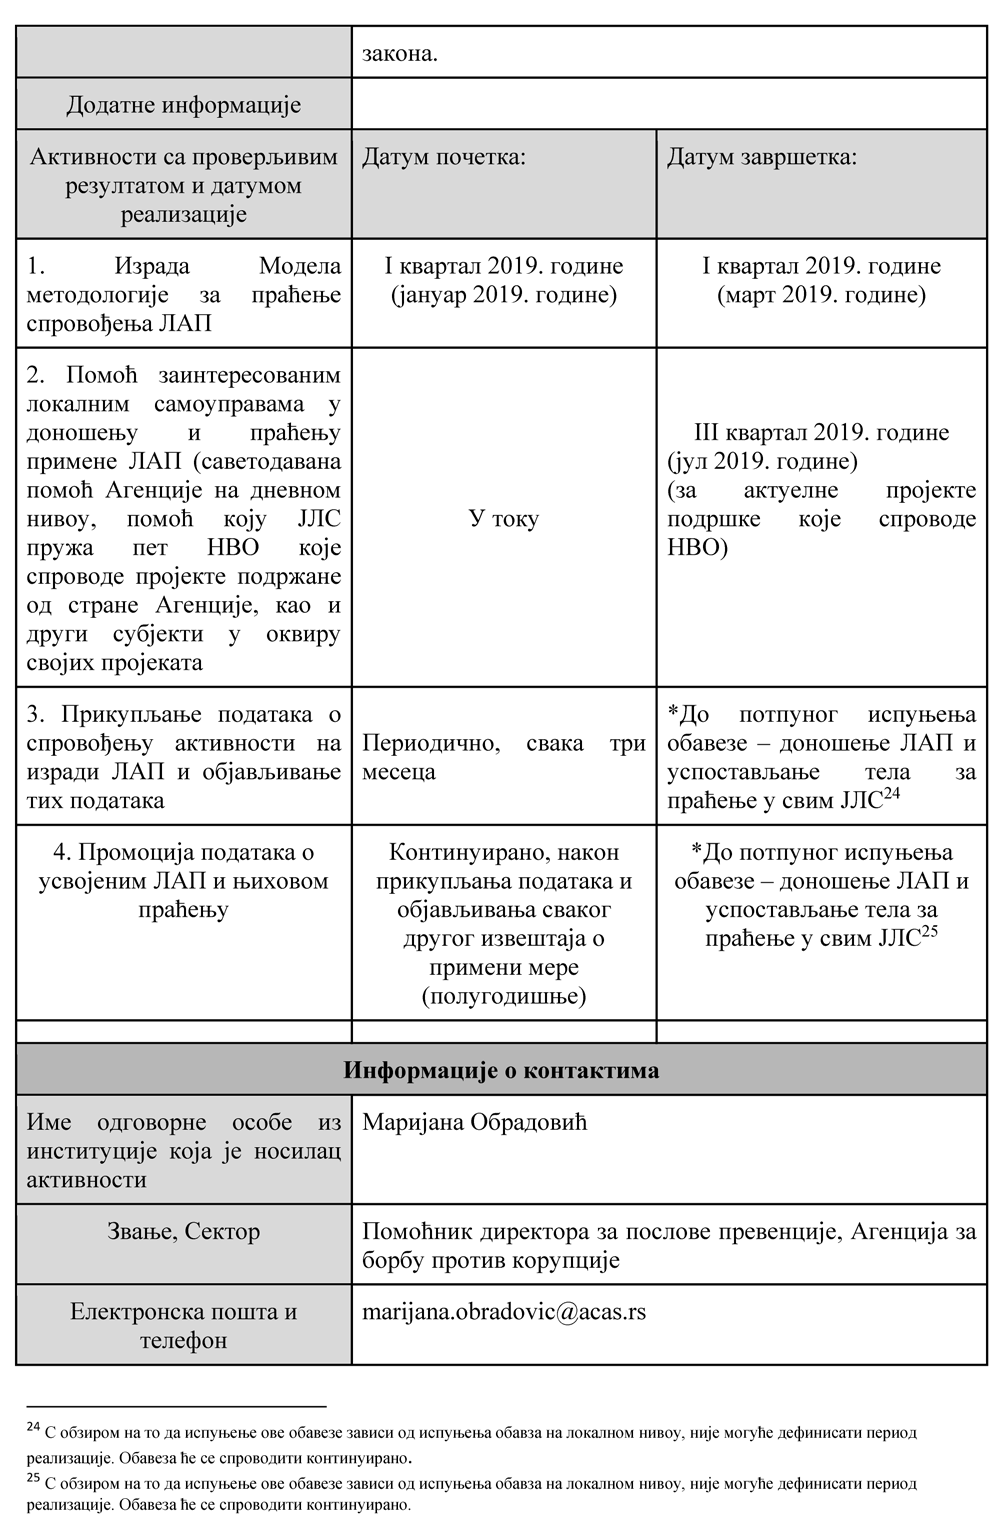 закона.
Додатне информације
Активности са проверљивим
резултатом и датумом
реализације
Датум почетка:
Датум завршетка:
1. Израда Модела
методологије за праћење
спровођења ЛАП
I квартал 2019. године
(јануар 2019. године)
I квартал 2019. године
(март 2019. године)
2. Помоћ заинтересованим
локалним самоуправама у
доношењу и праћењу
примене ЛАП (саветодавана
помоћ Агенције на дневном
нивоу, помоћ коју ЈЛС
пружа пет НВО које
спроводе пројекте подржане
од стране Агенције, као и
други субјекти у оквиру
својих пројеката
У току
III квартал 2019. године
(јул 2019. године)
(за актуелне пројекте
подршке које спроводе
НВО)
3. Прикупљање података о
спровођењу активности на
изради ЛАП и објављивање
тих података
Периодично, свака три
месеца
*До потпуног испуњења
обавезе – доношење ЛАП и
успостављање тела за
праћење у свим ЈЛС24
4. Промоција података о
усвојеним ЛАП и њиховом
праћењу
Континуирано, након
прикупљања података и
објављивања сваког
другог извештаја о
примени мере
(полугодишње)
*До потпуног испуњења
обавезе – доношење ЛАП и
успостављање тела за
праћење у свим ЈЛС25
Информације о контактима
Име одговорне особе из
институције која је носилац
активности
Маријана Обрадовић
Звање, Сектор
Помоћник директора за послове превенције, Агенција за
борбу против корупције
Електронска пошта и
телефон
marijana.obradovic@acas.rs
24 С обзиром на то да испуњење ове обавезе зависи од испуњења обавза на локалном нивоу, није могуће дефинисати период
реализације. Обавеза ће се спроводити континуирано.
25 С обзиром на то да испуњење ове обавезе зависи од испуњења обавза на локалном нивоу, није могуће дефинисати период
реализације. Обавеза ће се спроводити континуирано.